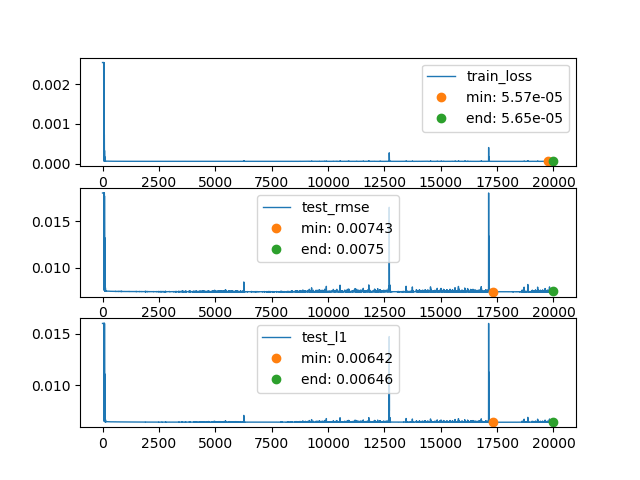 train_loss
min: 5.57e-05
end: 5.65e-05
0.002
0.001
0.000
0 2500 5000 7500 10000 12500 15000 17500 20000
test_rmse
min: 0.00743
end: 0.0075
0.015
0.010
0 2500 5000 7500 10000 12500 15000 17500 20000
test_l1
min: 0.00642
end: 0.00646
0.015
0.010
0 2500 5000 7500 10000 12500 15000 17500 20000